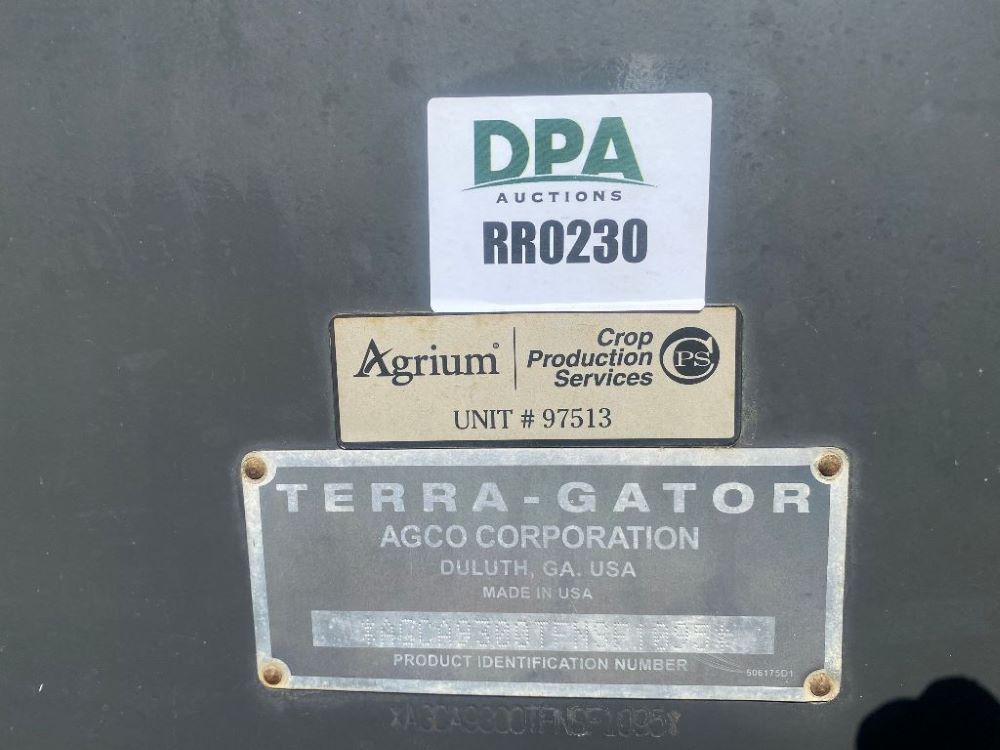 DPA
AUCTIONS
RR0230
Agrium®
Crop
Production
Services
CPS
UNIT # 97513
TERRA-GATOR
AGCO CORPORATION
DULUTH, GA. USA
MADE IN USA
PRODUCT IDENTIFICATION NUMBER
506175D1